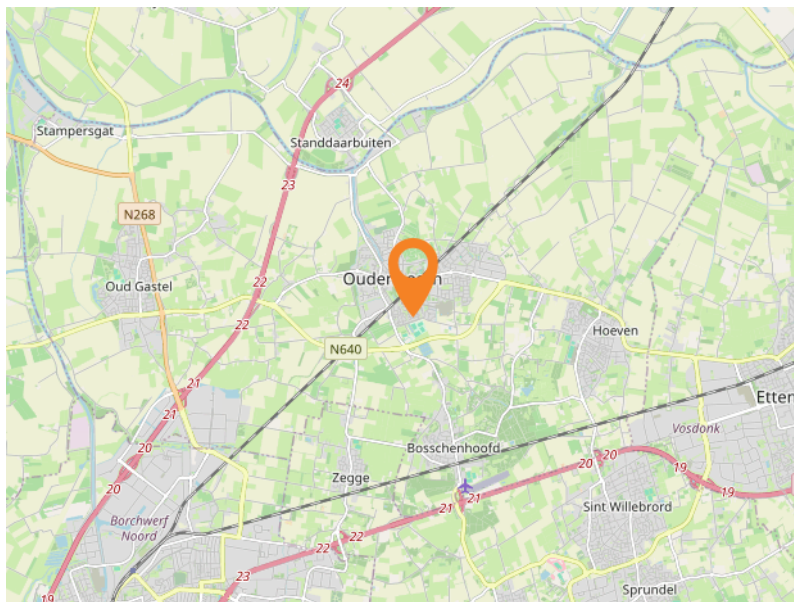 24
Stampersgat
Standdaarbuiten
23
N268
Oud Gastel
22
22
Hoeven
N640
21
21
Etten
Vosdonk
20
Bosschenhoofd
20
20
19
19
Zegge
20
21
21
Sint Willebrord
Borchwerf
Noord
22
22
23
19
Sprundel